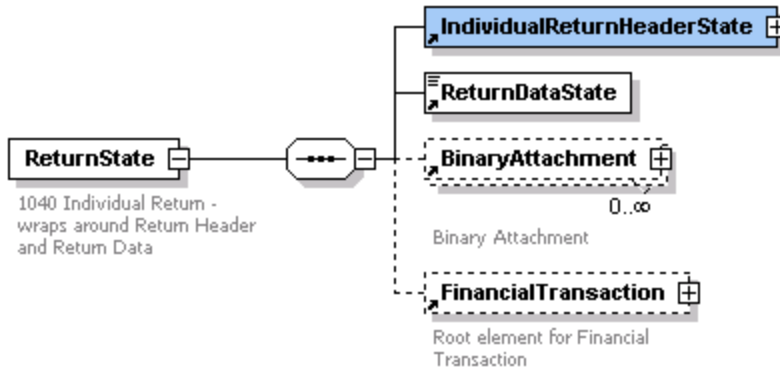 IndividualReturnHeaderState
ReturnDataState
ReturnState
BinaryAttachment
1040 Individual Return -
wraps around Return Header
and Return Data
0..∞
Binary Attachment
FinancialTransaction
Root element for Financial
Transaction